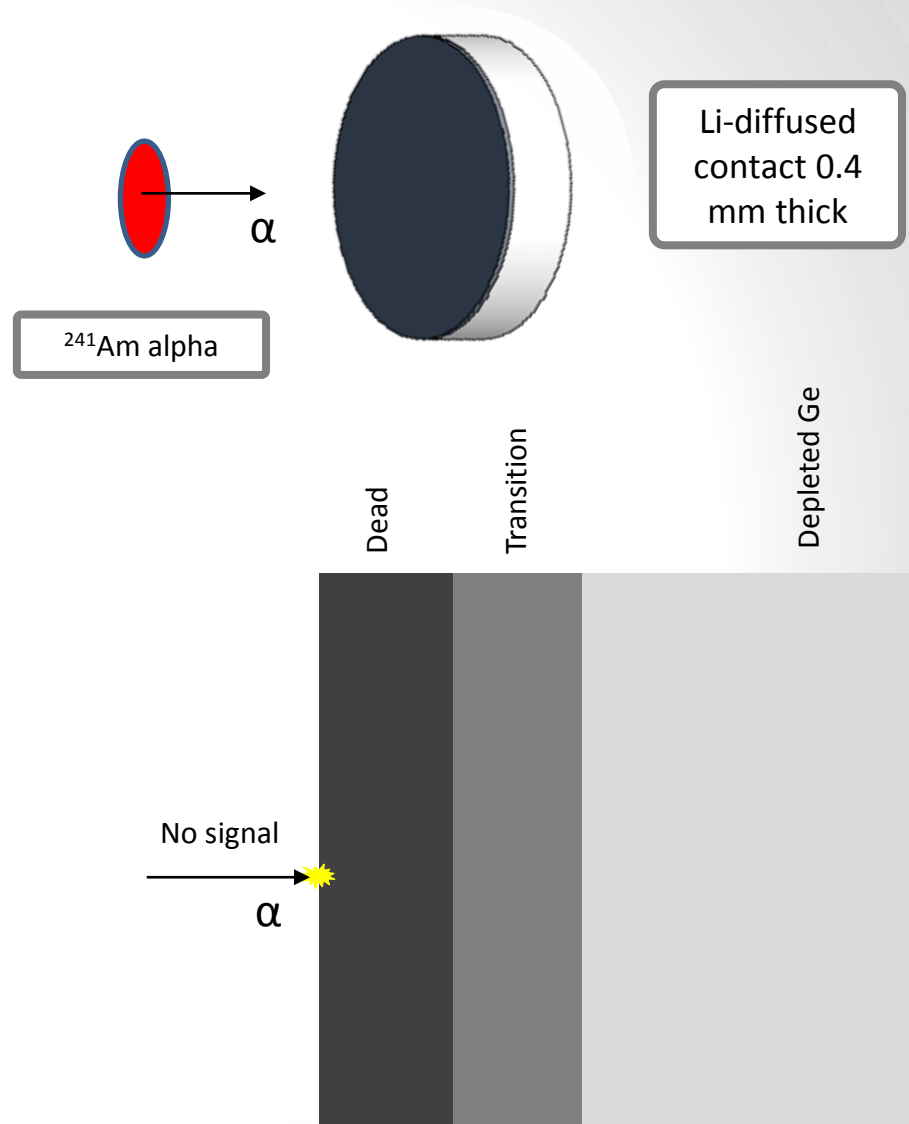 α
Li-diffused
contact 0.4
mm thick
²⁴¹Am alpha
Dead
Transition
Depleted Ge
No signal
α